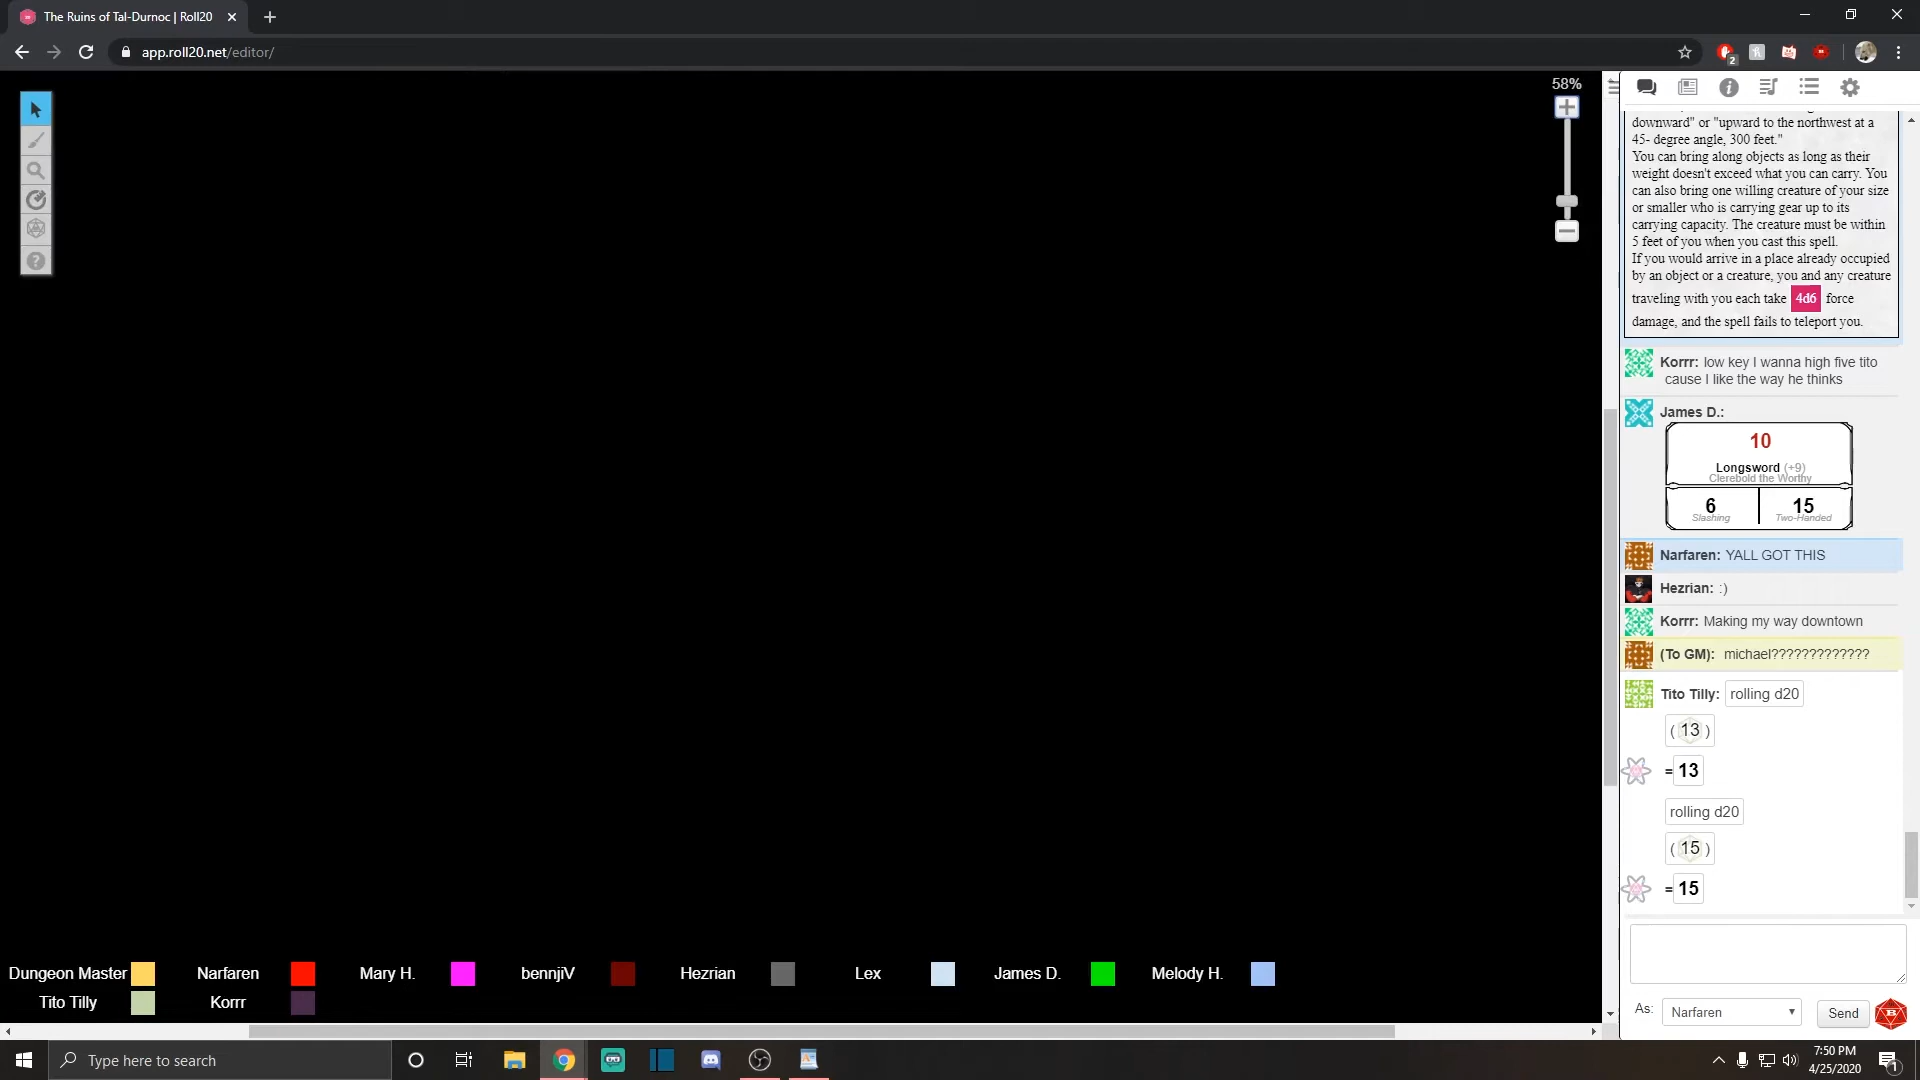 The Ruins of Tal-Durnoc | Roll20
app.roll20.net/editor/
2
58%
downward" or "upward to the northwest at a
45- degree angle, 300 feet."
You can bring along objects as long as their
weight doesn't exceed what you can carry. You
can also bring one willing creature of your size
or smaller who is carrying gear up to its
carrying capacity. The creature must be within
5 feet of you when you cast this spell.
If you would arrive in a place already occupied
by an object or a creature, you and any creature
traveling with you each take 4d6 force
damage, and the spell fails to teleport you.
Korrr: low key I wanna high five tito
cause I like the way he thinks
James D.:
10
Longsword (+9)
Clerebold the Worthy
6 15
Slashing Two-Handed
Narfaren: YALL GOT THIS
Hezrian: :)
Korrr: Making my way downtown
(To GM): michael?????????????
Tito Tilly: rolling d20
(13)
=13
rolling d20
(15)
=15
Dungeon Master Narfaren Mary H. bennjiV Hezrian Lex James D. Melody H.
Tito Tilly Korrr
As: Narfaren Send
Type here to search
7:50 PM
4/25/2020
1